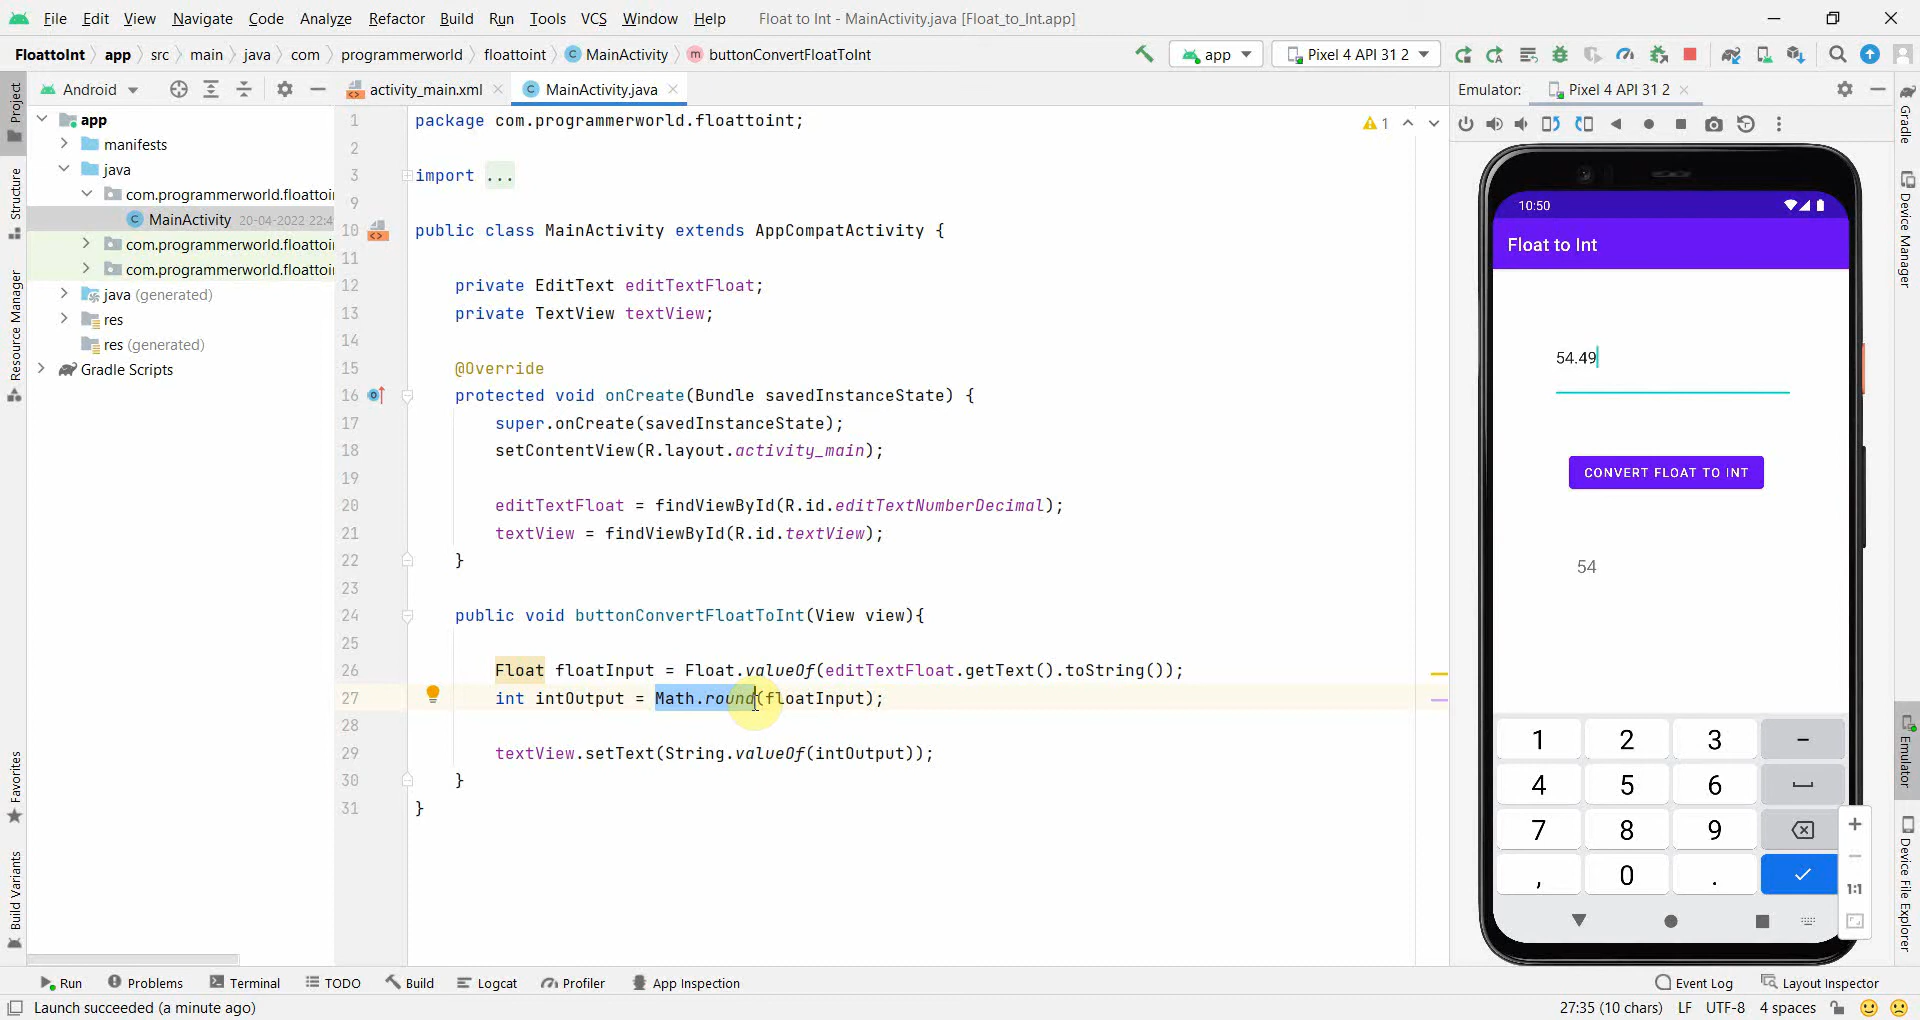 File Edit View Navigate Code Analyze Refactor Build Run Tools VCS Window Help Float to Int - MainActivity.java [Float_to_Int.app]
FloattoInt app src main java com programmerworld floattoint MainActivity buttonConvertFloatToInt app Pixel 4 API 31 2
Project
Structure
Resource Manager
Favorites
Build Variants
Android
app
manifests
java
com.programmerworld.floattoi
MainActivity 20-04-2022 22:4
com.programmerworld.floattoi
com.programmerworld.floattoi
java (generated)
res
res (generated)
Gradle Scripts
activity_main.xml MainActivity.java
1 package com.programmerworld.floattoint;
2
3 import ...
9
10 public class MainActivity extends AppCompatActivity {
11
12 private EditText editTextFloat;
13 private TextView textView;
14
15 @Override
16 protected void onCreate(Bundle savedInstanceState) {
17 super.onCreate(savedInstanceState);
18 setContentView(R.layout.activity_main);
19
20 editTextFloat = findViewById(R.id.editTextNumberDecimal);
21 textView = findViewById(R.id.textView);
22 }
23
24 public void buttonConvertFloatToInt(View view){
25
26 Float floatInput = Float.valueOf(editTextFloat.getText().toString());
27 int intOutput = Math.round(floatInput);
28
29 textView.setText(String.valueOf(intOutput));
30 }
31 }
1
Emulator: Pixel 4 API 31 2
10:50
Float to Int
54.49
CONVERT FLOAT TO INT
54
1 2 3 -
4 5 6
7 8 9
, 0 .
1:1
Gradle
Device Manager
Emulator
Device File Explorer
Run Problems Terminal TODO Build Logcat Profiler App Inspection Event Log Layout Inspector
Launch succeeded (a minute ago) 27:35 (10 chars) LF UTF-8 4 spaces